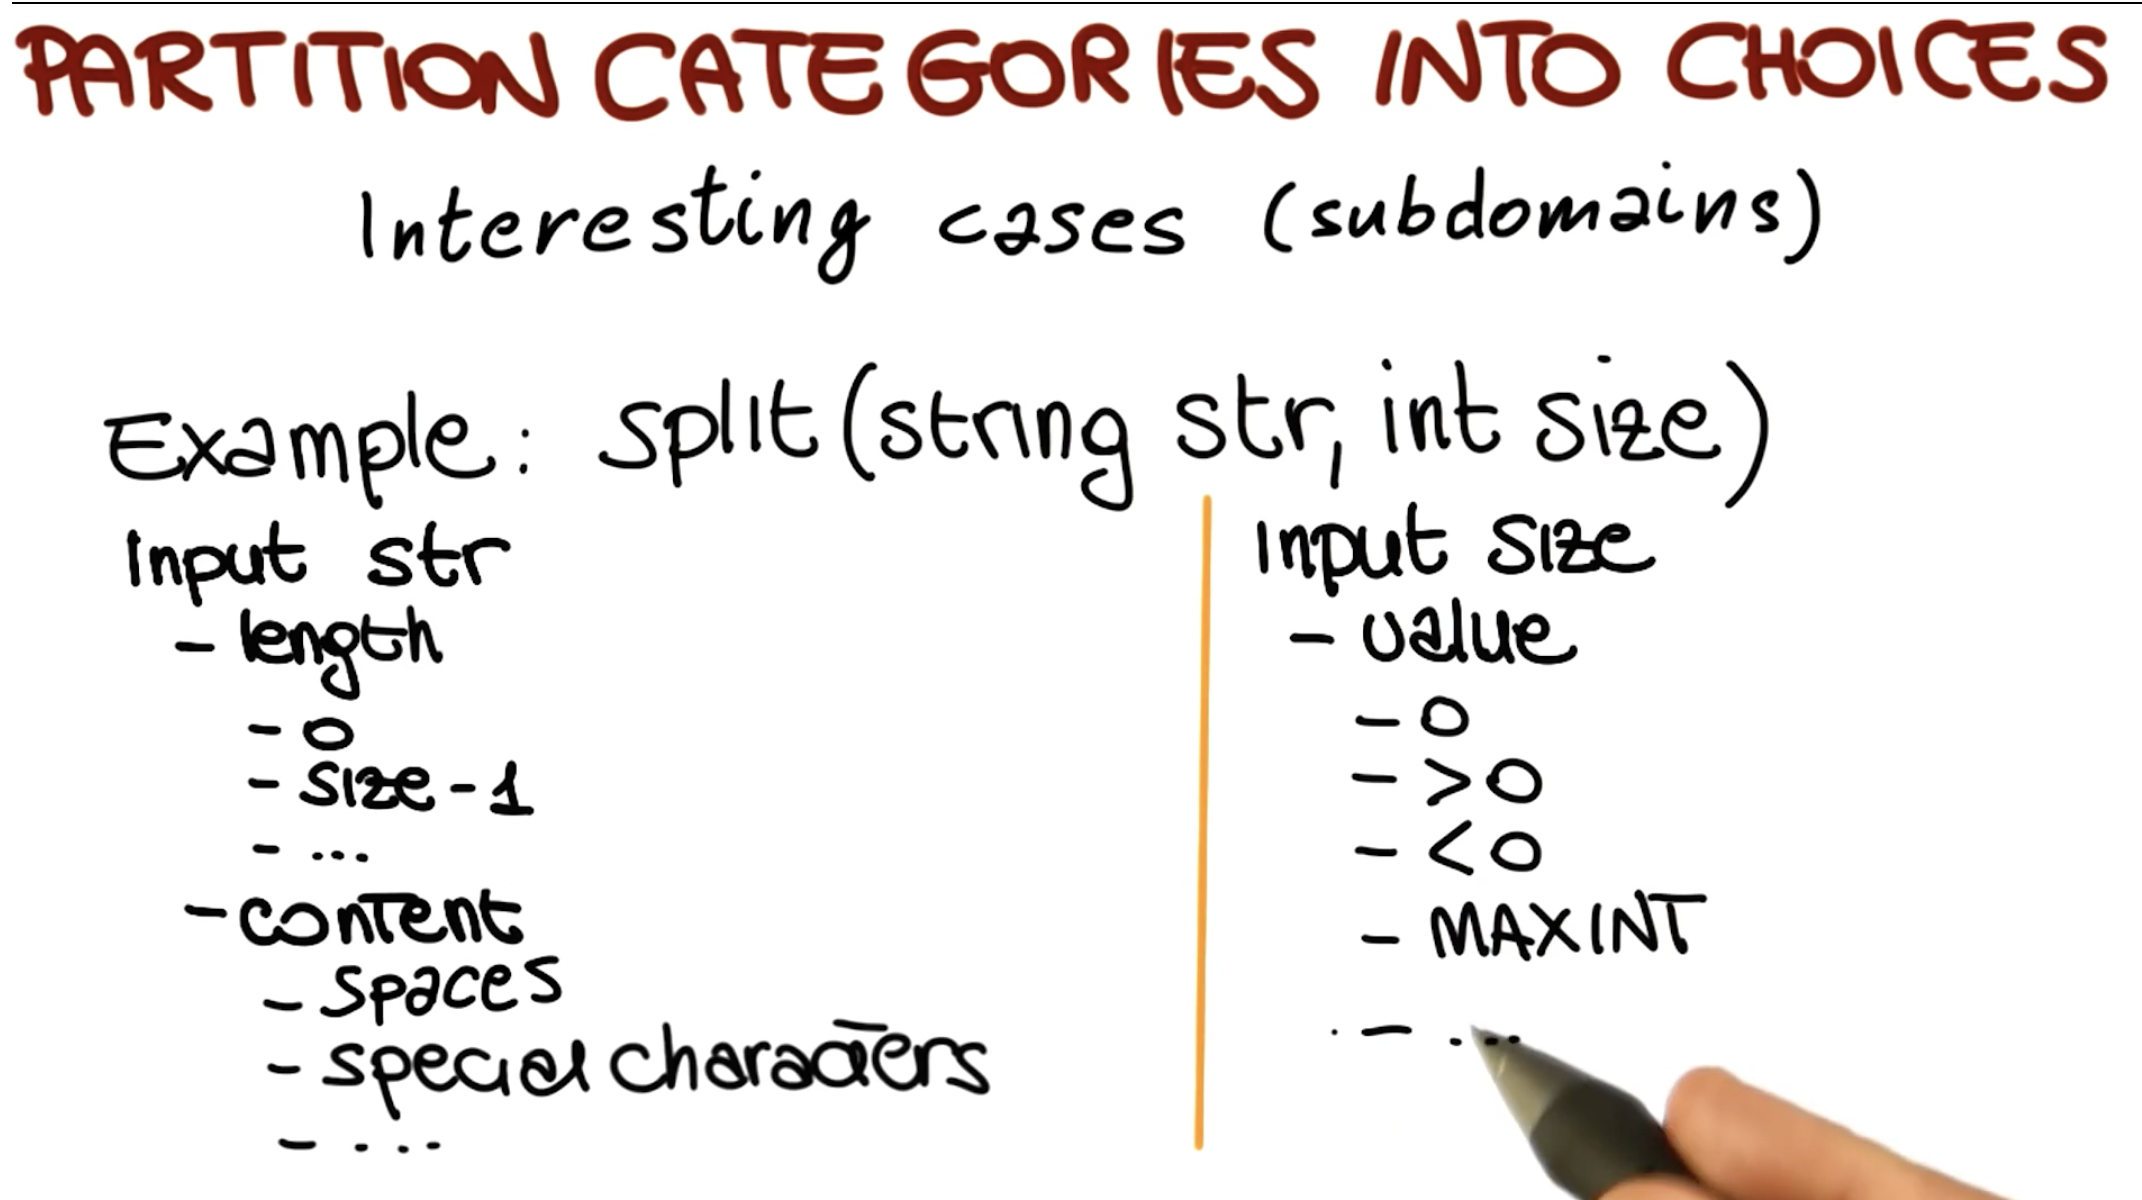 PARTITION CATEGORIES INTO CHOICES
Interesting cases (subdomains)
Example: split(string str, int size)
Input str
- length
- 0
- size - 1
- ...
- content
- spaces
- special characters
- ...
Input size
- value
- 0
- >0
- <0
- MAXINT
- ...